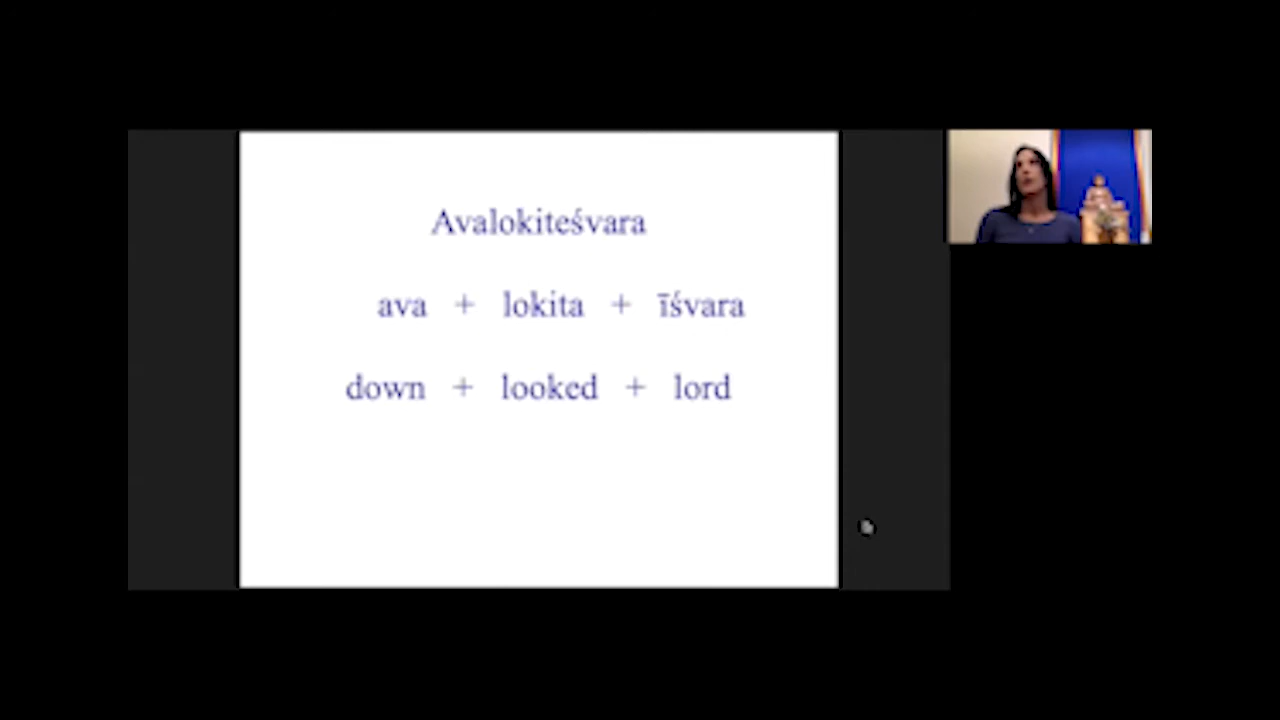 Avalokiteśvara
ava + lokita + īśvara
down + looked + lord